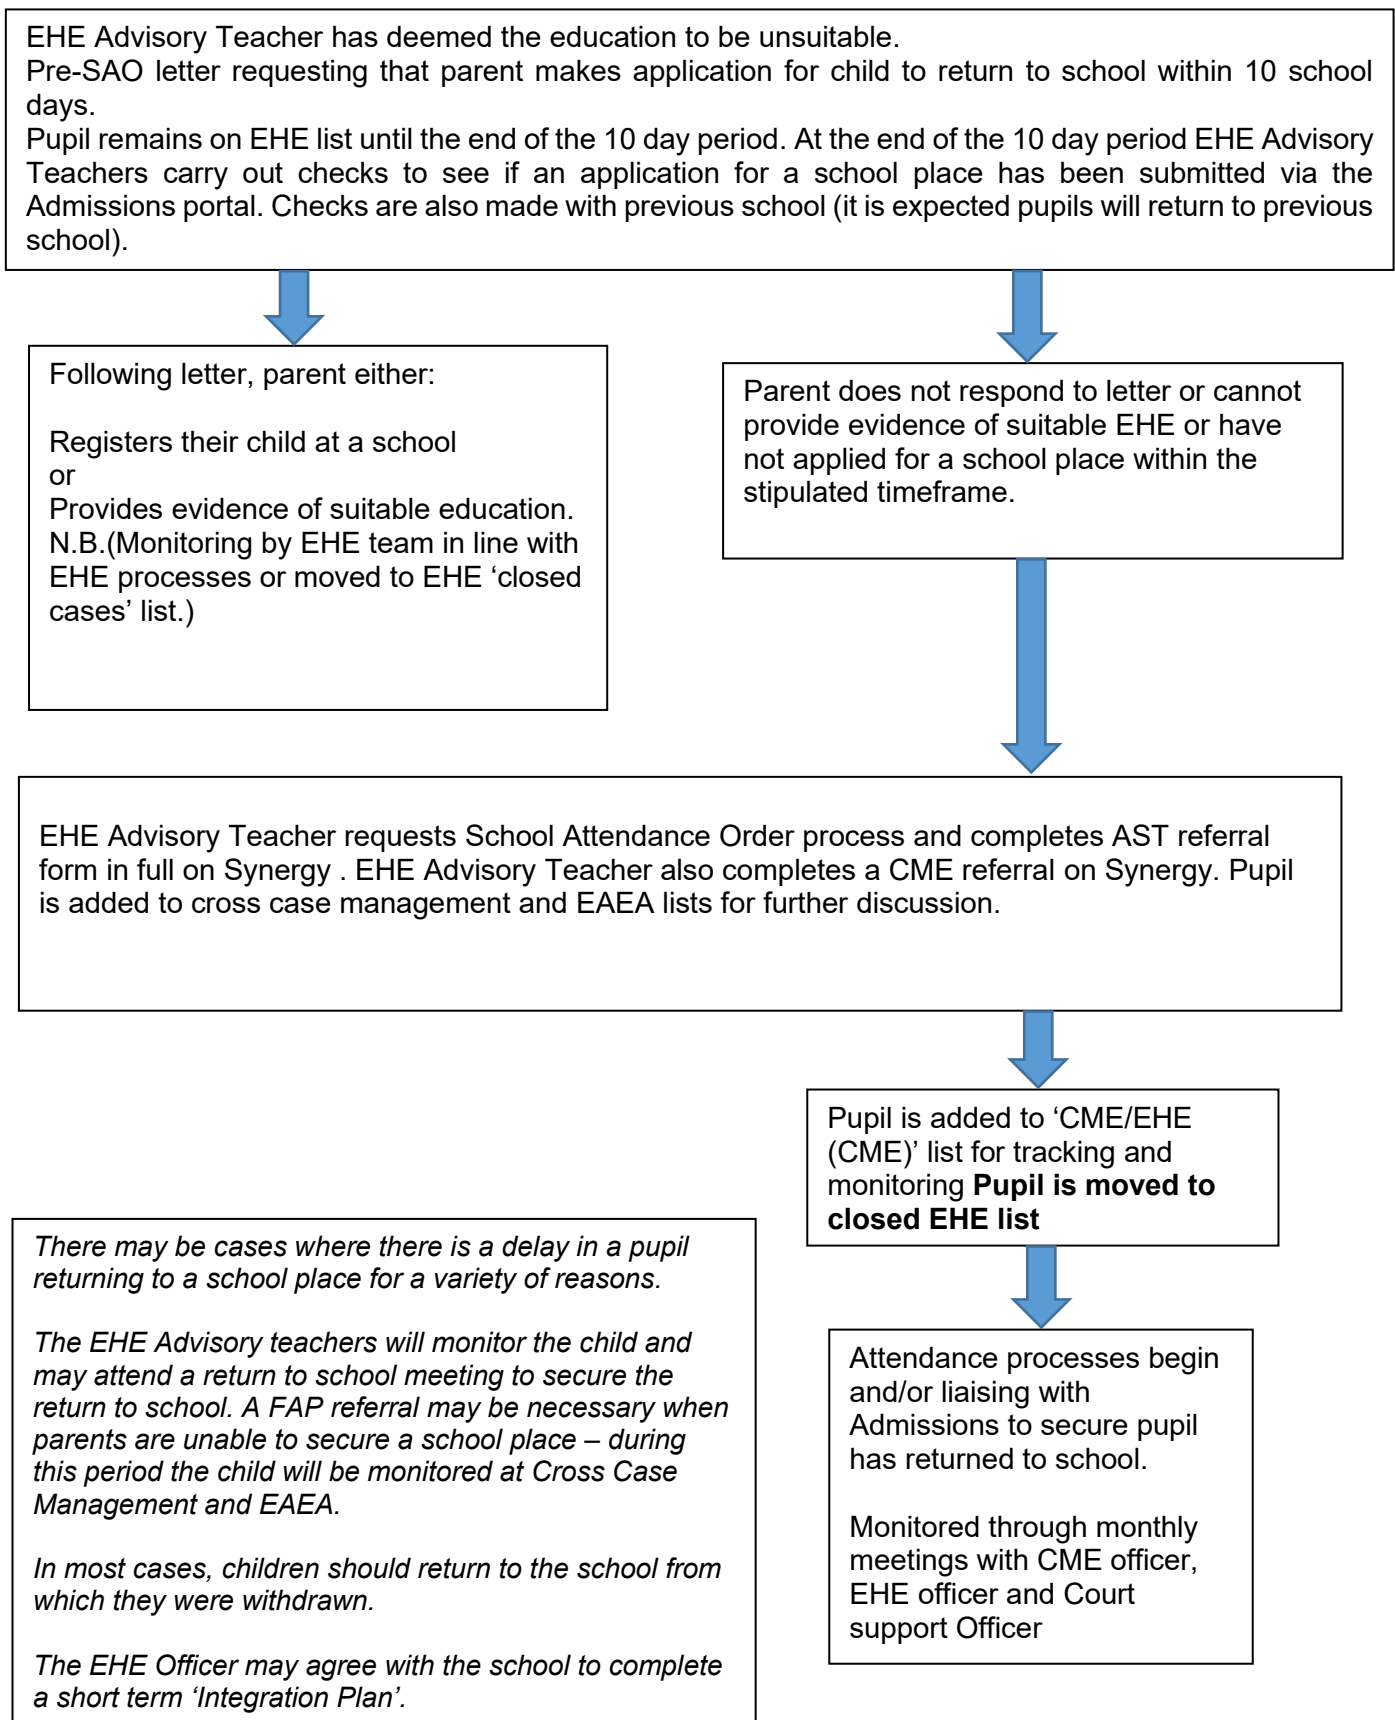 EHE Advisory Teacher has deemed the education to be unsuitable.
Pre-SAO letter requesting that parent makes application for child to return to school within 10 school
days.
Pupil remains on EHE list until the end of the 10 day period. At the end of the 10 day period EHE Advisory
Teachers carry out checks to see if an application for a school place has been submitted via the
Admissions portal. Checks are also made with previous school (it is expected pupils will return to previous
school).
Following letter, parent either:
Registers their child at a school
or
Provides evidence of suitable education.
N.B.(Monitoring by EHE team in line with
EHE processes or moved to EHE ‘closed
cases’ list.)
Parent does not respond to letter or cannot
provide evidence of suitable EHE or have
not applied for a school place within the
stipulated timeframe.
EHE Advisory Teacher requests School Attendance Order process and completes AST referral
form in full on Synergy . EHE Advisory Teacher also completes a CME referral on Synergy. Pupil
is added to cross case management and EAEA lists for further discussion.
Pupil is added to ‘CME/EHE
(CME)’ list for tracking and
monitoring Pupil is moved to
closed EHE list
There may be cases where there is a delay in a pupil
returning to a school place for a variety of reasons.
The EHE Advisory teachers will monitor the child and
may attend a return to school meeting to secure the
return to school. A FAP referral may be necessary when
parents are unable to secure a school place – during
this period the child will be monitored at Cross Case
Management and EAEA.
In most cases, children should return to the school from
which they were withdrawn.
The EHE Officer may agree with the school to complete
a short term ‘Integration Plan’.
Attendance processes begin
and/or liaising with
Admissions to secure pupil
has returned to school.
Monitored through monthly
meetings with CME officer,
EHE officer and Court
support Officer